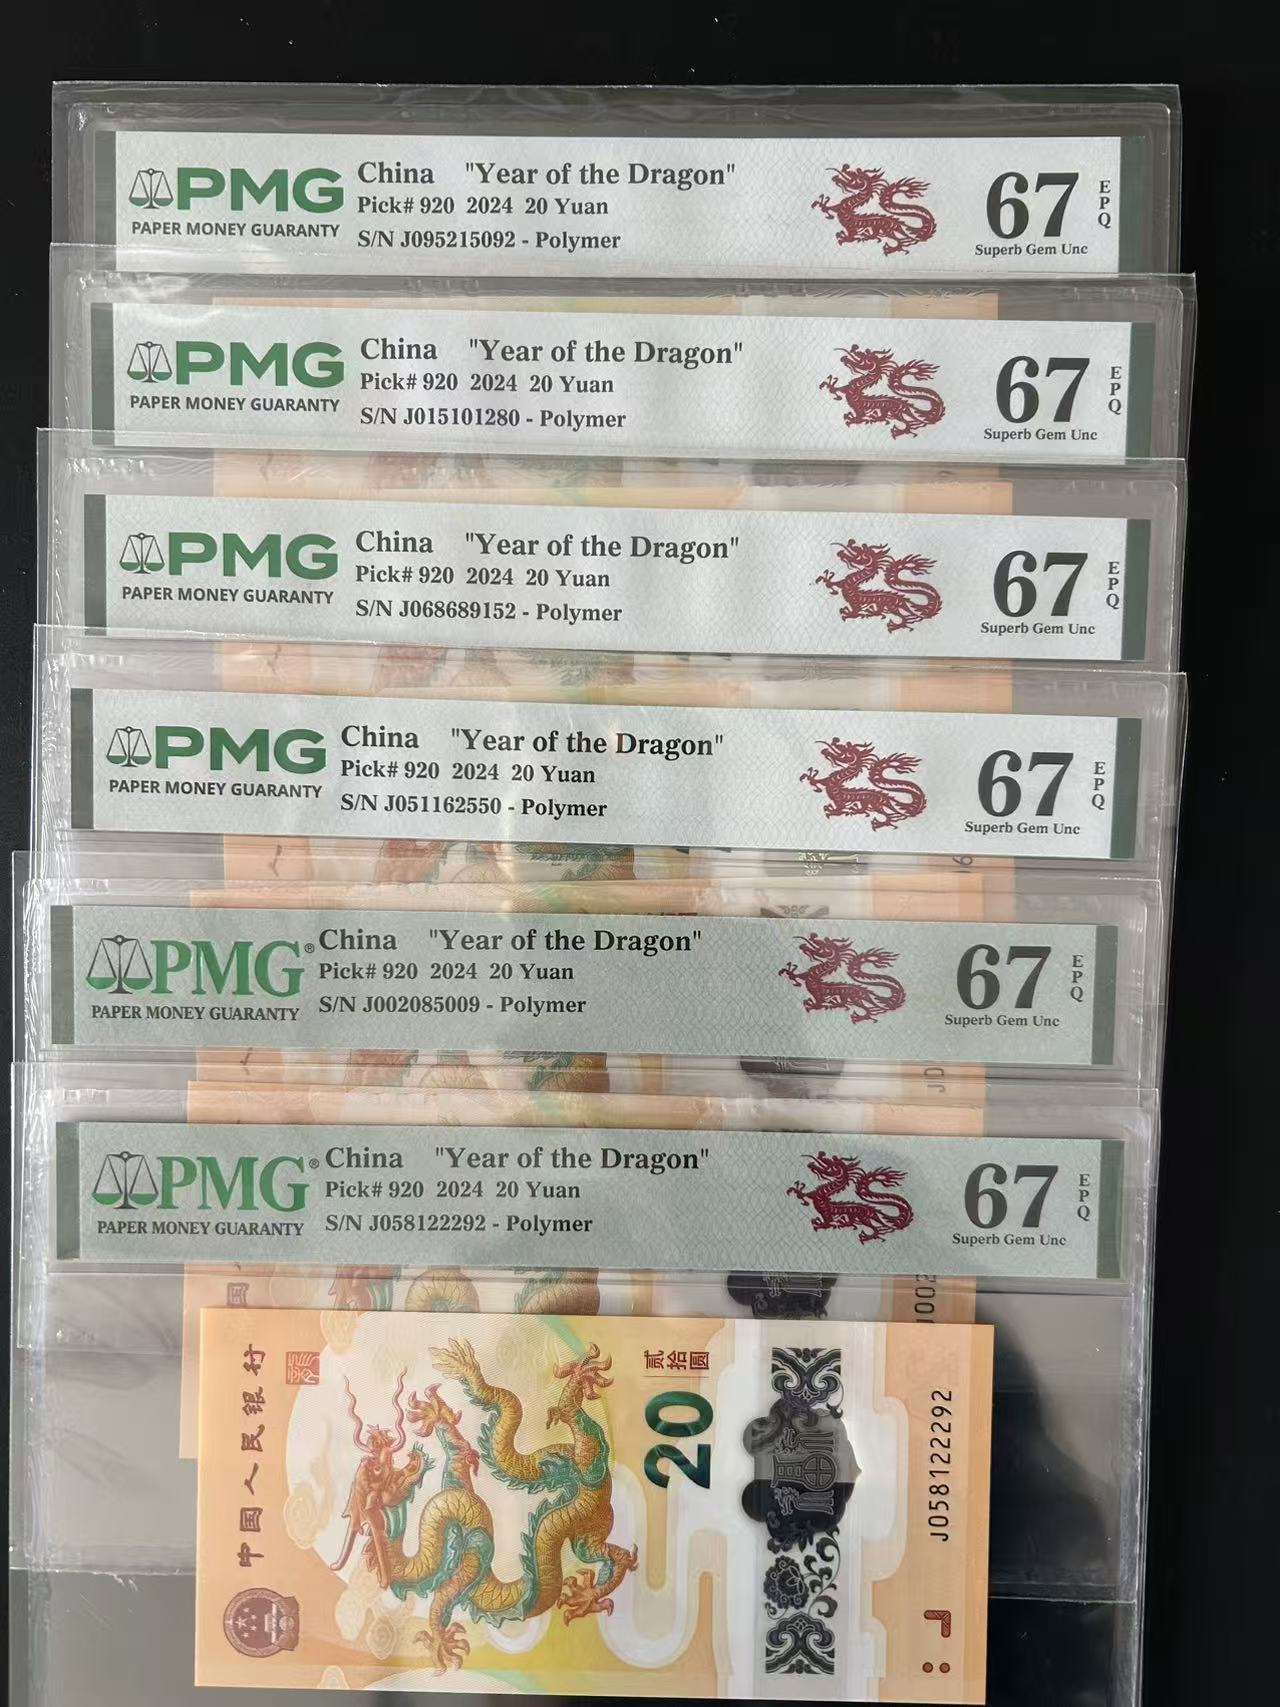 PMG
PAPER MONEY GUARANTY
China "Year of the Dragon"
Pick# 920 2024 20 Yuan
S/N J095215092 - Polymer
67
EPQ
Superb Gem Unc
PMG
PAPER MONEY GUARANTY
China "Year of the Dragon"
Pick# 920 2024 20 Yuan
S/N J015101280 - Polymer
67
EPQ
Superb Gem Unc
PMG
PAPER MONEY GUARANTY
China "Year of the Dragon"
Pick# 920 2024 20 Yuan
S/N J068689152 - Polymer
67
EPQ
Superb Gem Unc
PMG
PAPER MONEY GUARANTY
China "Year of the Dragon"
Pick# 920 2024 20 Yuan
S/N J051162550 - Polymer
67
EPQ
Superb Gem Unc
PMG®
PAPER MONEY GUARANTY
China "Year of the Dragon"
Pick# 920 2024 20 Yuan
S/N J002085009 - Polymer
67
EPQ
Superb Gem Unc
J0
PMG®
PAPER MONEY GUARANTY
China "Year of the Dragon"
Pick# 920 2024 20 Yuan
S/N J058122292 - Polymer
67
EPQ
Superb Gem Unc
J002
中国人民银行
贰拾圆
20
福
J058122292